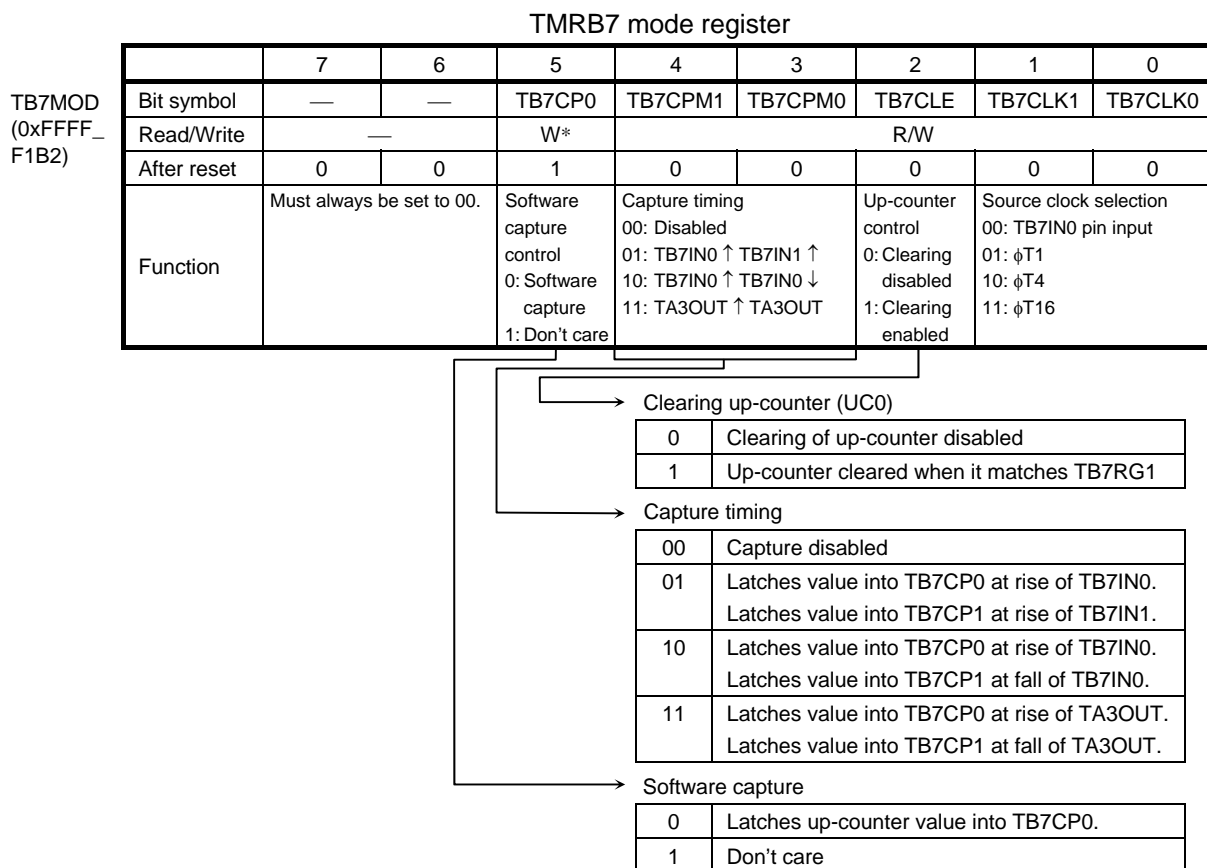 TMRB7 mode register
TB7MOD
(0xFFFF_
F1B2)
7 6 5 4 3 2 1 0
Bit symbol — — TB7CP0 TB7CPM1 TB7CPM0 TB7CLE TB7CLK1 TB7CLK0
Read/Write — W* R/W
After reset 0 0 1 0 0 0 0 0
Function
Must always be set to 00.
Software
capture
control
0: Software
capture
1: Don't care
Capture timing
00: Disabled
01: TB7IN0 ↑ TB7IN1 ↑
10: TB7IN0 ↑ TB7IN0 ↓
11: TA3OUT ↑ TA3OUT
Up-counter
control
0: Clearing
disabled
1: Clearing
enabled
Source clock selection
00: TB7IN0 pin input
01: φT1
10: φT4
11: φT16
Clearing up-counter (UC0)
0 Clearing of up-counter disabled
1 Up-counter cleared when it matches TB7RG1
Capture timing
00 Capture disabled
01 Latches value into TB7CP0 at rise of TB7IN0.
Latches value into TB7CP1 at rise of TB7IN1.
10 Latches value into TB7CP0 at rise of TB7IN0.
Latches value into TB7CP1 at fall of TB7IN0.
11 Latches value into TB7CP0 at rise of TA3OUT.
Latches value into TB7CP1 at fall of TA3OUT.
Software capture
0 Latches up-counter value into TB7CP0.
1 Don't care